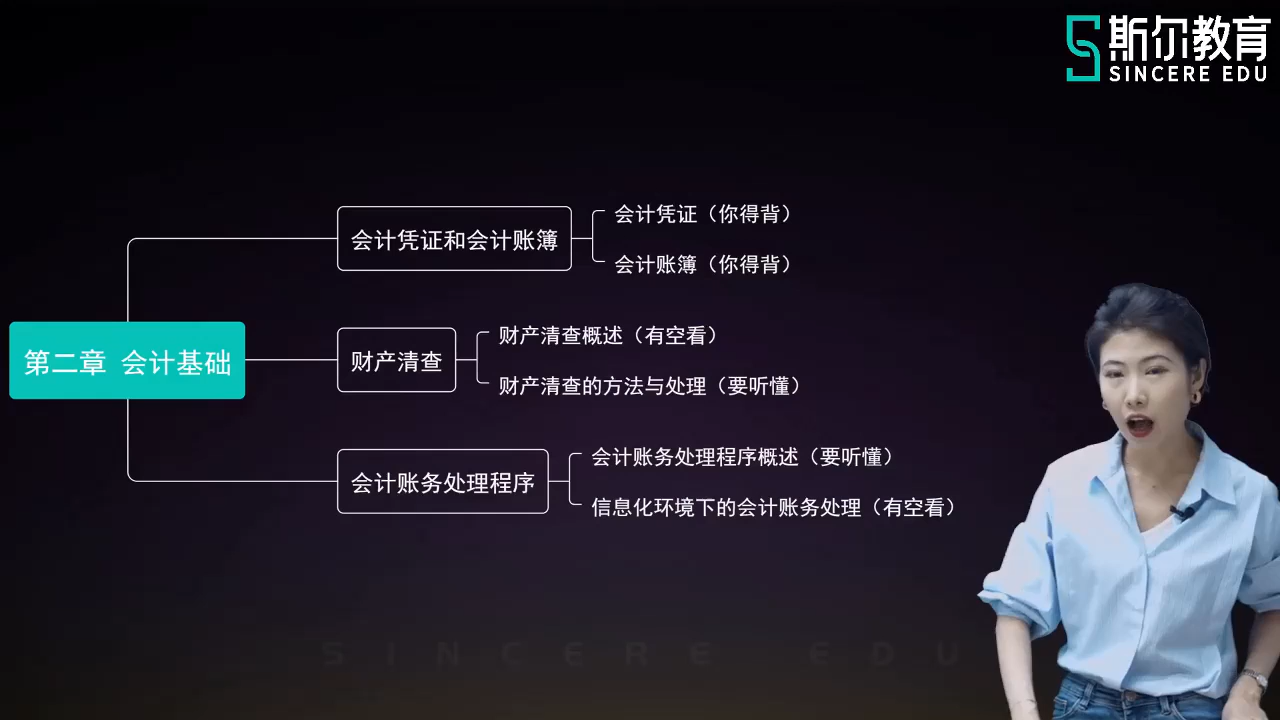 斯尔教育
SINCERE EDU
会计凭证和会计账簿
会计凭证（你得背）
会计账簿（你得背）
第二章 会计基础
财产清查
财产清查概述（有空看）
财产清查的方法与处理（要听懂）
会计账务处理程序
会计账务处理程序概述（要听懂）
信息化环境下的会计账务处理（有空看）
SINCERE EDU